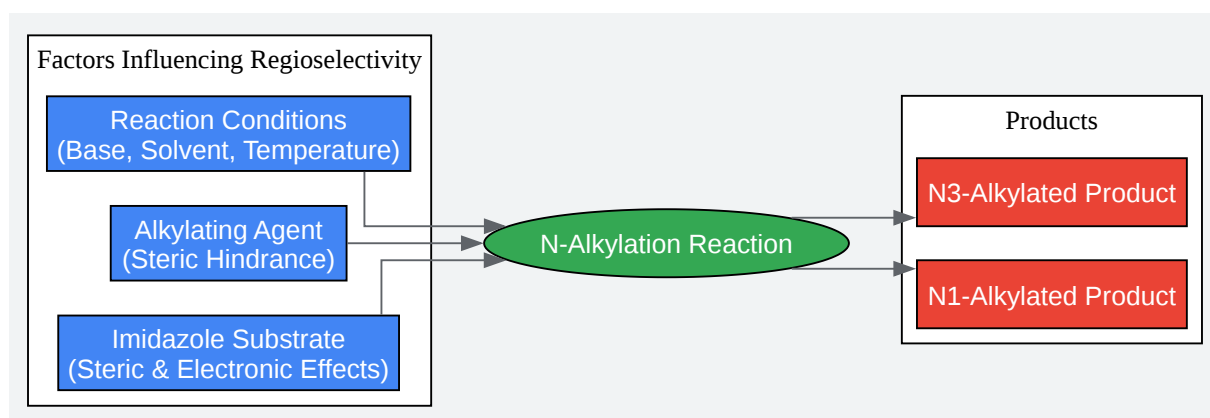 Factors Influencing Regioselectivity
Reaction Conditions
(Base, Solvent, Temperature)
Alkylating Agent
(Steric Hindrance)
Imidazole Substrate
(Steric & Electronic Effects)
N-Alkylation Reaction
Products
N3-Alkylated Product
N1-Alkylated Product